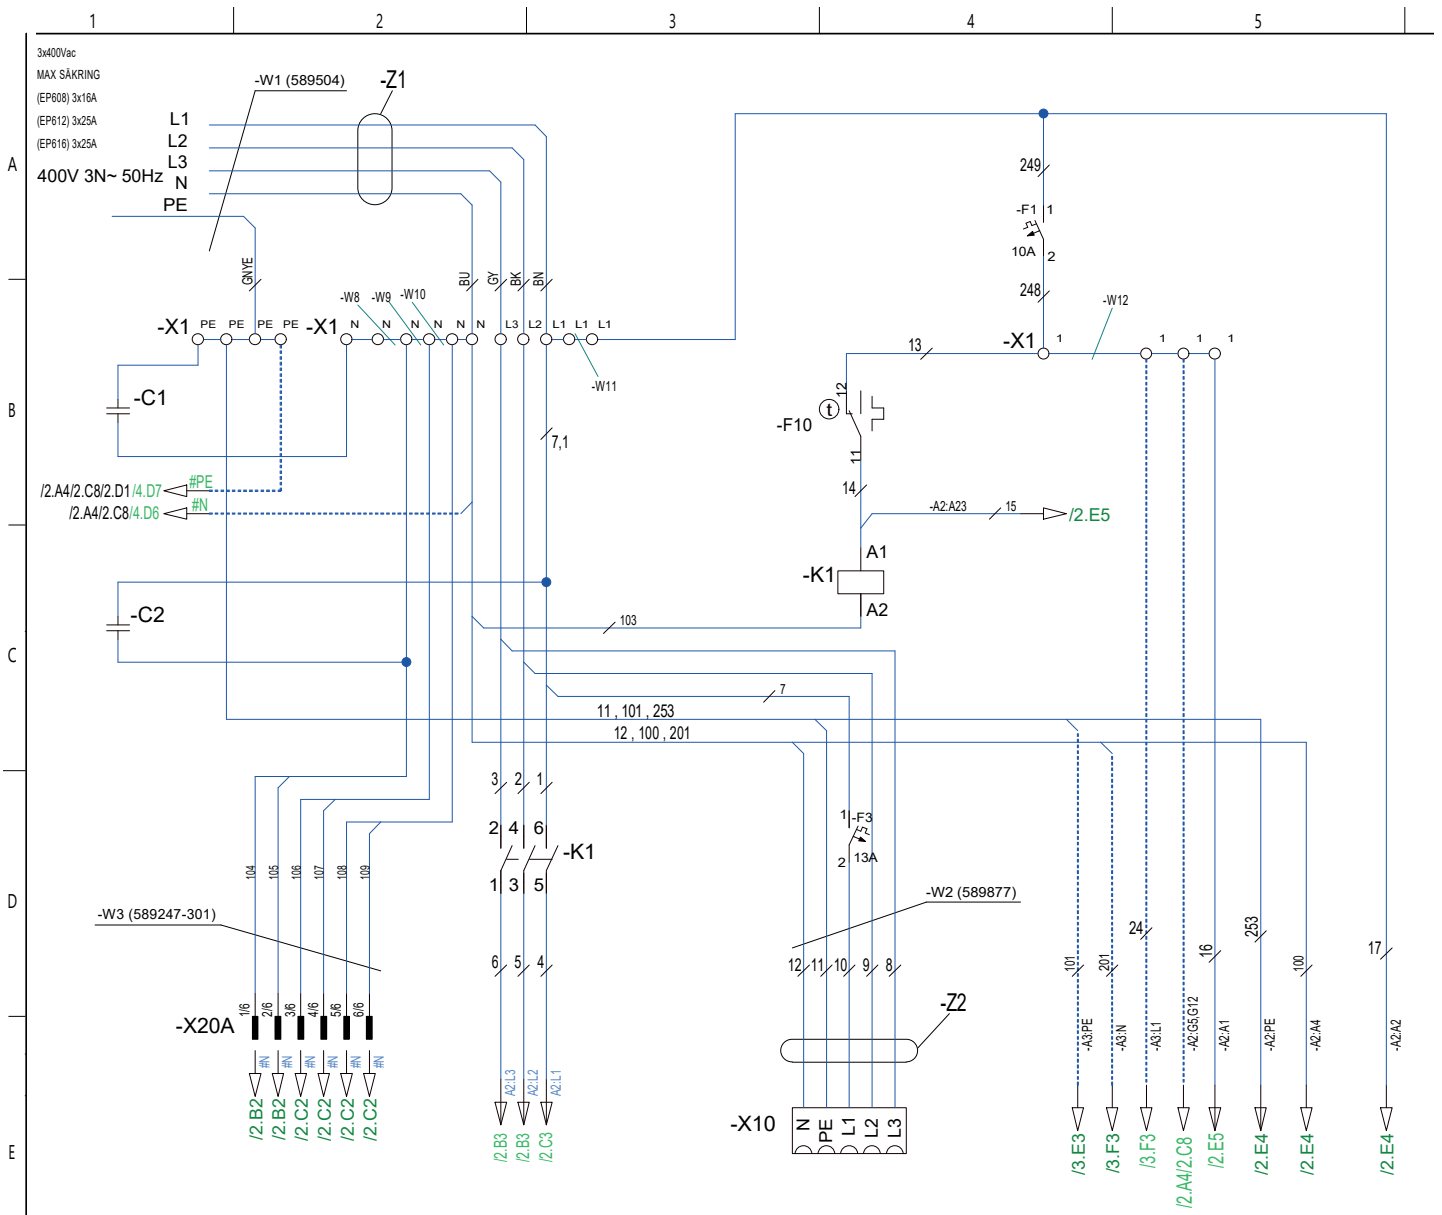 1 2 3 4 5
3x400Vac
MAX SÄKRING
(EP608) 3x16A
(EP612) 3x25A
(EP616) 3x25A
400V 3N~ 50Hz
L1
L2
L3
N
PE
-W1 (589504)
-Z1
A
249
-F1 1
10A 2
248
GNYE BU GY BK BN
-W8 -W9 -W10
-W12
-X1 PE PE PE PE
-X1 N N N N N N L3 L2 L1 L1 L1
-W11
13
-X1 1 1 1 1
B
-C1
12
t
-F10
11
7,1
14
/2.A4/2.C8/2.D1/4.D7 #PE
/2.A4/2.C8/4.D6 #N
-A2:A23 15 /2.E5
A1
-K1
A2
-C2
103
C
7
11 , 101 , 253
12 , 100 , 201
3 2 1
2 4 6
-K1
1 3 5
1 -F3
2 13A
D
104 105 106 107 108 109
-W3 (589247-301)
-W2 (589877)
6 5 4
12 11 10 9 8
101 201 24 16 253 100 17
1/6 2/6 3/6 4/6 5/6 6/6
-X20A
#N #N #N #N #N #N
/2.B2 /2.B2 /2.C2 /2.C2 /2.C2 /2.C2
A2:L3 A2:L2 A2:L1
/2.B3 /2.B3 /2.C3
-Z2
-X10 N PE L1 L2 L3
-A3:PE -A3:N -A3:L1 -A2:G5,G12 -A2:A1 -A2:PE -A2:A4 -A2:A2
E
/3.E3 /3.F3 /3.F3 /2.A4/2.C8 /2.E5 /2.E4 /2.E4 /2.E4